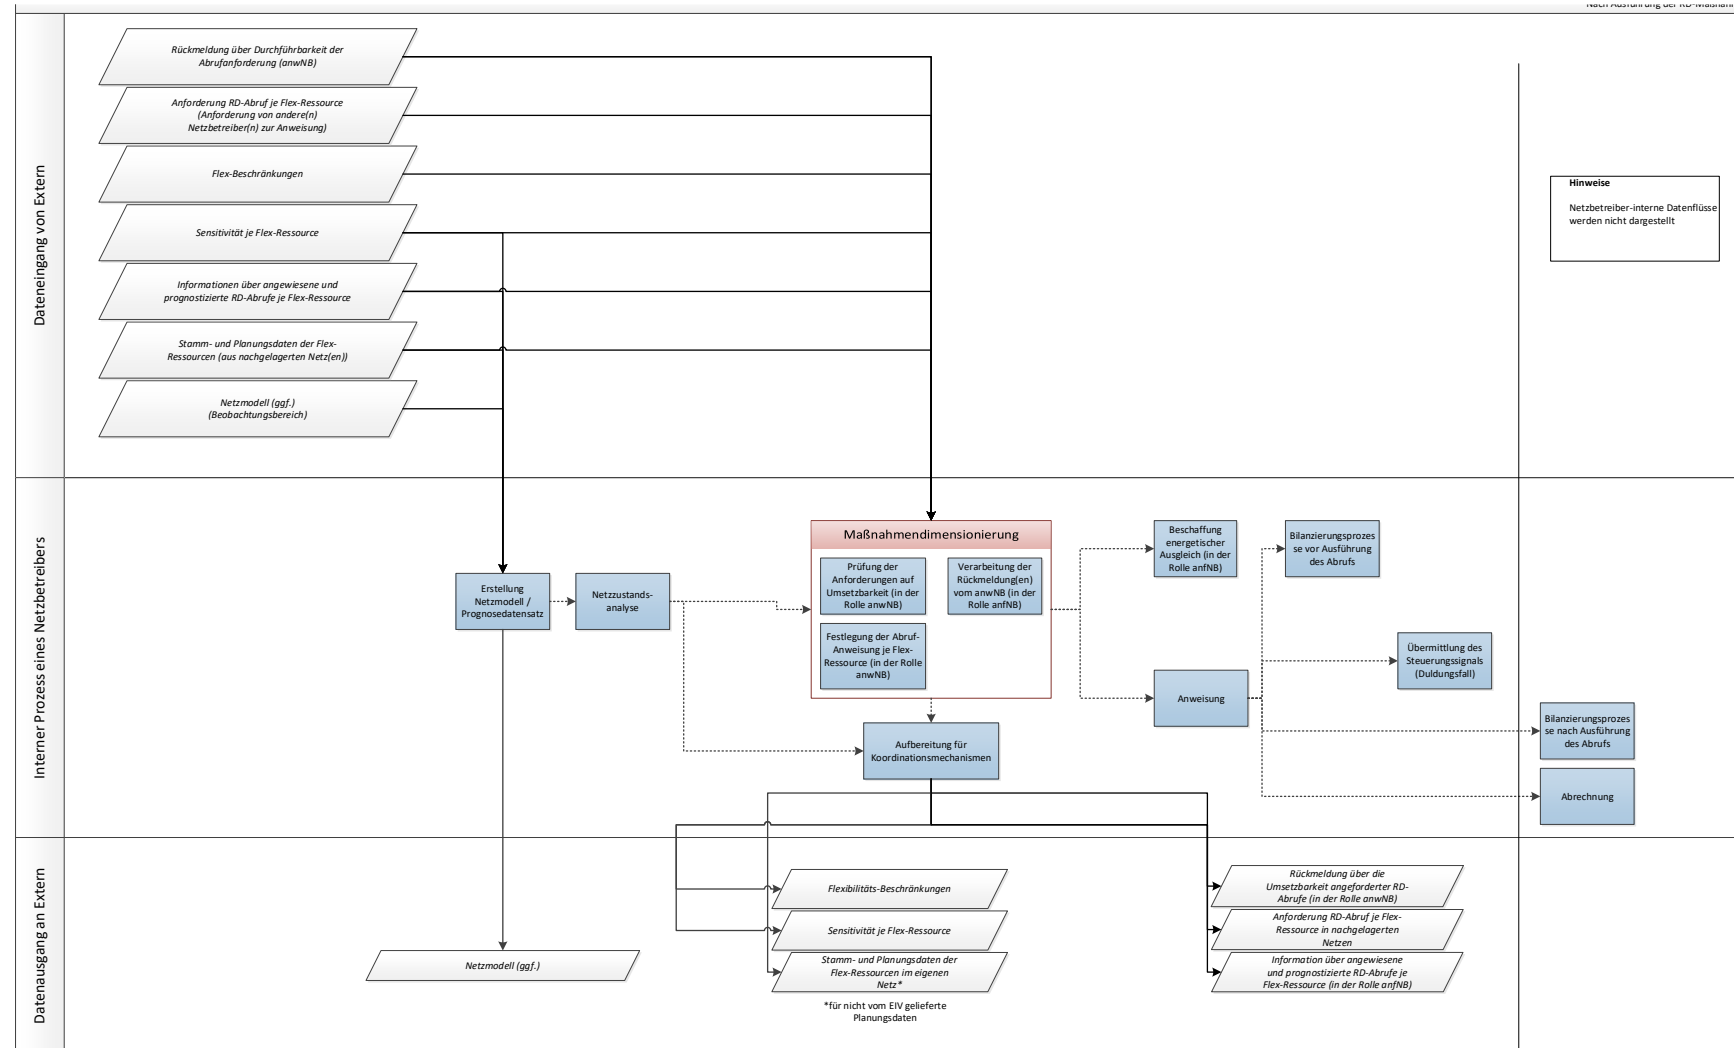 Nach Ausführung der RD-Maßnahm
Dateneingang von Extern
Rückmeldung über Durchführbarkeit der
Abrufanforderung (anwNB)
Anforderung RD-Abruf je Flex-Ressource
(Anforderung von andere(n)
Netzbetreiber(n) zur Anweisung)
Flex-Beschränkungen
Sensitivität je Flex-Ressource
Informationen über angewiesene und
prognostizierte RD-Abrufe je Flex-Ressource
Stamm- und Planungsdaten der Flex-
Ressourcen (aus nachgelagerten Netz(en))
Netzmodell (ggf.)
(Beobachtungsbereich)
Hinweise
Netzbetreiber-interne Datenflüsse
werden nicht dargestellt
Interner Prozess eines Netzbetreibers
Erstellung
Netzmodell /
Prognosedatensatz
Netzzustands-
analyse
Maßnahmendimensionierung
Prüfung der
Anforderungen auf
Umsetzbarkeit (in der
Rolle anwNB)
Verarbeitung der
Rückmeldung(en)
vom anwNB (in der
Rolle anfNB)
Festlegung der Abruf-
Anweisung je Flex-
Ressource (in der Rolle
anwNB)
Aufbereitung für
Koordinationsmechanismen
Beschaffung
energetischer
Ausgleich (in der
Rolle anfNB)
Bilanzierungsprozes
se vor Ausführung
des Abrufs
Übermittlung des
Steuerungssignals
(Duldungsfall)
Anweisung
Bilanzierungsprozes
se nach Ausführung
des Abrufs
Abrechnung
Datenausgang an Extern
Netzmodell (ggf.)
Flexibilitäts-Beschränkungen
Sensitivität je Flex-Ressource
Stamm- und Planungsdaten der
Flex-Ressourcen im eigenen
Netz*
*für nicht vom EIV gelieferte
Planungsdaten
Rückmeldung über die
Umsetzbarkeit angeforderter RD-
Abrufe (in der Rolle anwNB)
Anforderung RD-Abruf je Flex-
Ressource in nachgelagerten
Netzen
Information über angewiesene
und prognostizierte RD-Abrufe je
Flex-Ressource (in der Rolle anfNB)